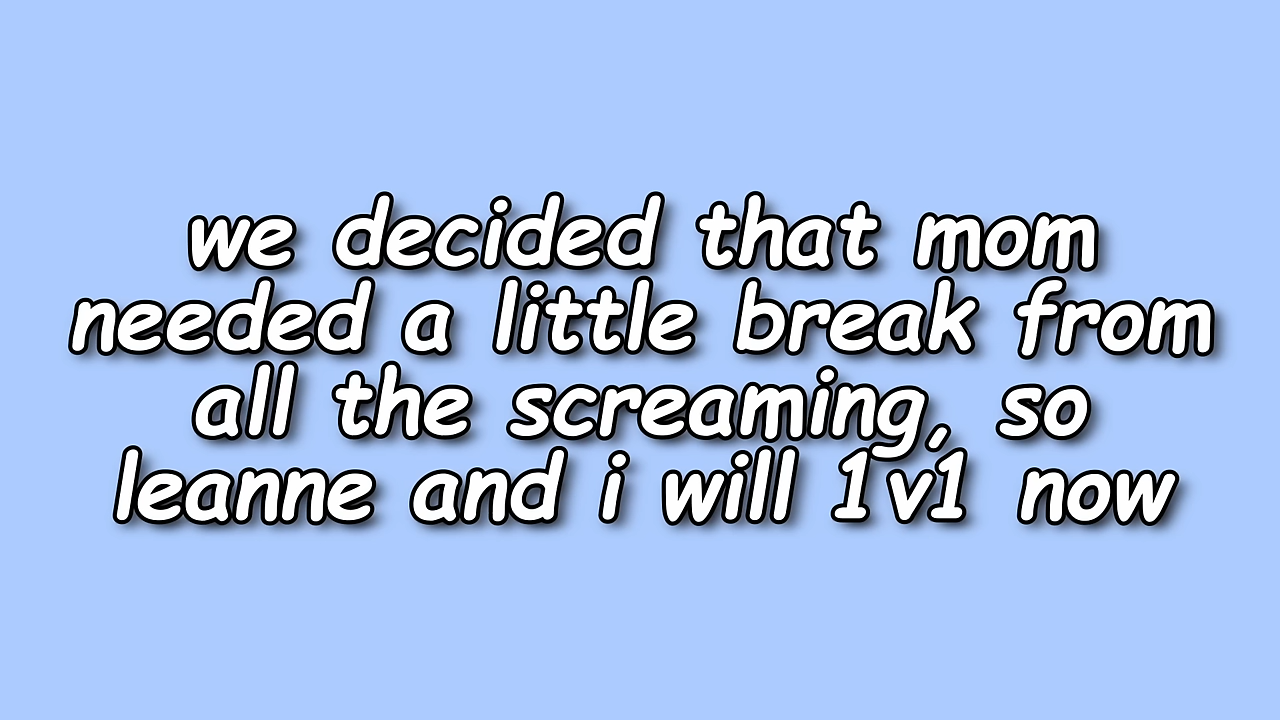 we decided that mom
needed a little break from
all the screaming, so
leanne and i will 1v1 now